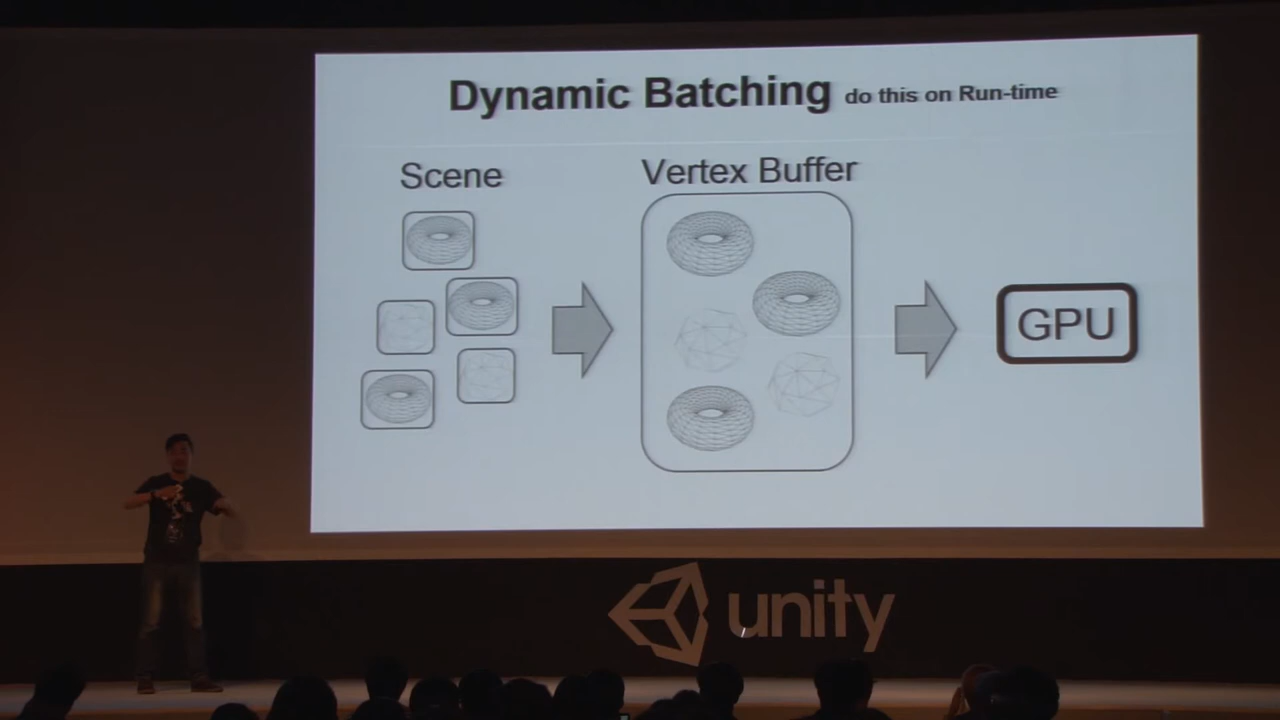 Dynamic Batching do this on Run-time
Scene
Vertex Buffer
GPU
unity